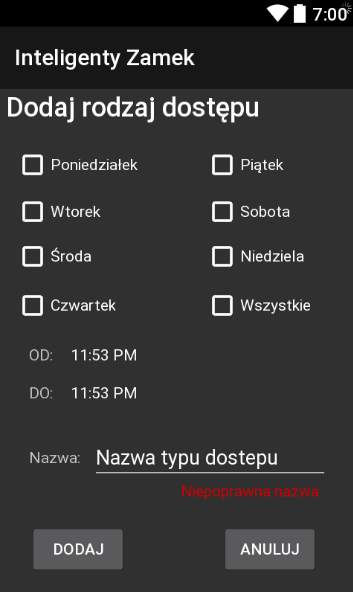 7:00
Inteligenty Zamek
Dodaj rodzaj dostępu
Poniedziałek Piątek
Wtorek Sobota
Środa Niedziela
Czwartek Wszystkie
OD: 11:53 PM
DO: 11:53 PM
Nazwa: Nazwa typu dostepu
Niepoprawna nazwa
DODAJ ANULUJ